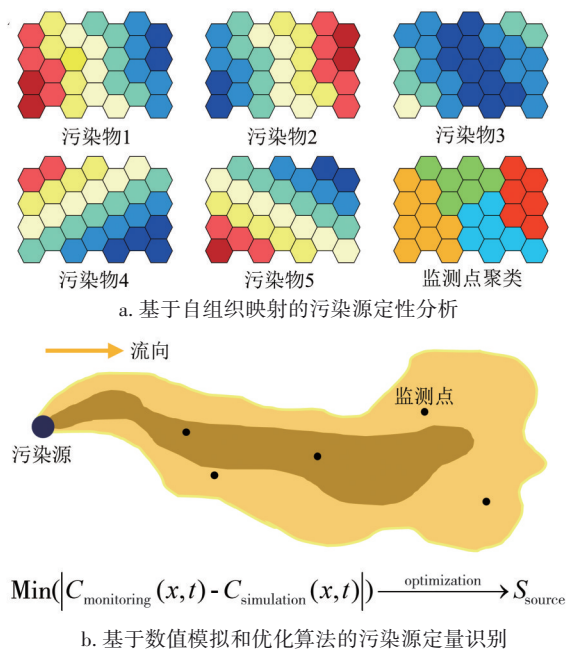 污染物1 污染物2 污染物3
污染物4 污染物5 监测点聚类
a. 基于自组织映射的污染源定性分析
流向
监测点
污染源
Min(|C_monitoring (x,t) - C_simulation (x,t)|) —optimization→ S_source
b. 基于数值模拟和优化算法的污染源定量识别